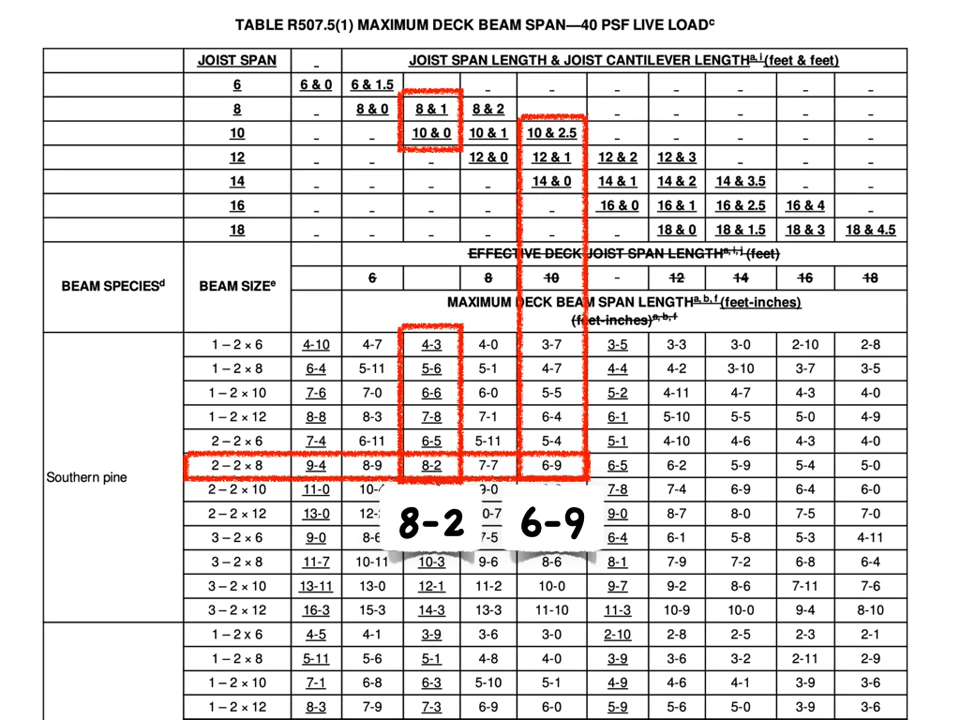 TABLE R507.5(1) MAXIMUM DECK BEAM SPAN—40 PSF LIVE LOADᶜ
JOIST SPAN – JOIST SPAN LENGTH & JOIST CANTILEVER LENGTHᵃ, ʲ (feet & feet)
6 6 & 0 6 & 1.5 – – – – – – –
8 – 8 & 0 8 & 1 8 & 2 – – – – – –
10 – – 10 & 0 10 & 1 10 & 2.5 – – – – –
12 – – – 12 & 0 12 & 1 12 & 2 12 & 3 – – –
14 – – – – 14 & 0 14 & 1 14 & 2 14 & 3.5 – –
16 – – – – – 16 & 0 16 & 1 16 & 2.5 16 & 4 –
18 – – – – – – 18 & 0 18 & 1.5 18 & 3 18 & 4.5
BEAM SPECIESᵈ BEAM SIZEᵉ EFFECTIVE DECK JOIST SPAN LENGTHᵃ, ⁱ, ʲ (feet)
6 8 10 – 12 14 16 18
MAXIMUM DECK BEAM SPAN LENGTHᵃ, ᵇ, ᶠ (feet-inches)
(feet-inches)ᵃ, ᵇ, ᶠ
Southern pine
1 – 2 × 6 4-10 4-7 4-3 4-0 3-7 3-5 3-3 3-0 2-10 2-8
1 – 2 × 8 6-4 5-11 5-6 5-1 4-7 4-4 4-2 3-10 3-7 3-5
1 – 2 × 10 7-6 7-0 6-6 6-0 5-5 5-2 4-11 4-7 4-3 4-0
1 – 2 × 12 8-8 8-3 7-8 7-1 6-4 6-1 5-10 5-5 5-0 4-9
2 – 2 × 6 7-4 6-11 6-5 5-11 5-4 5-1 4-10 4-6 4-3 4-0
2 – 2 × 8 9-4 8-9 8-2 7-7 6-9 6-5 6-2 5-9 5-4 5-0
2 – 2 × 10 11-0 9-0 7-8 7-4 6-9 6-4 6-0
2 – 2 × 12 13-0 9-0 8-7 8-0 7-5 7-0
8-2 6-9
3 – 2 × 6 9-0 7-5 6-4 6-1 5-8 5-3 4-11
3 – 2 × 8 11-7 10-11 10-3 9-6 8-6 8-1 7-9 7-2 6-8 6-4
3 – 2 × 10 13-11 13-0 12-1 11-2 10-0 9-7 9-2 8-6 7-11 7-6
3 – 2 × 12 16-3 15-3 14-3 13-3 11-10 11-3 10-9 10-0 9-4 8-10
1 – 2 x 6 4-5 4-1 3-9 3-6 3-0 2-10 2-8 2-5 2-3 2-1
1 – 2 × 8 5-11 5-6 5-1 4-8 4-0 3-9 3-6 3-2 2-11 2-9
1 – 2 × 10 7-1 6-8 6-3 5-10 5-1 4-9 4-6 4-1 3-9 3-6
1 – 2 × 12 8-3 7-9 7-3 6-9 6-0 5-9 5-6 5-0 3-9 3-6